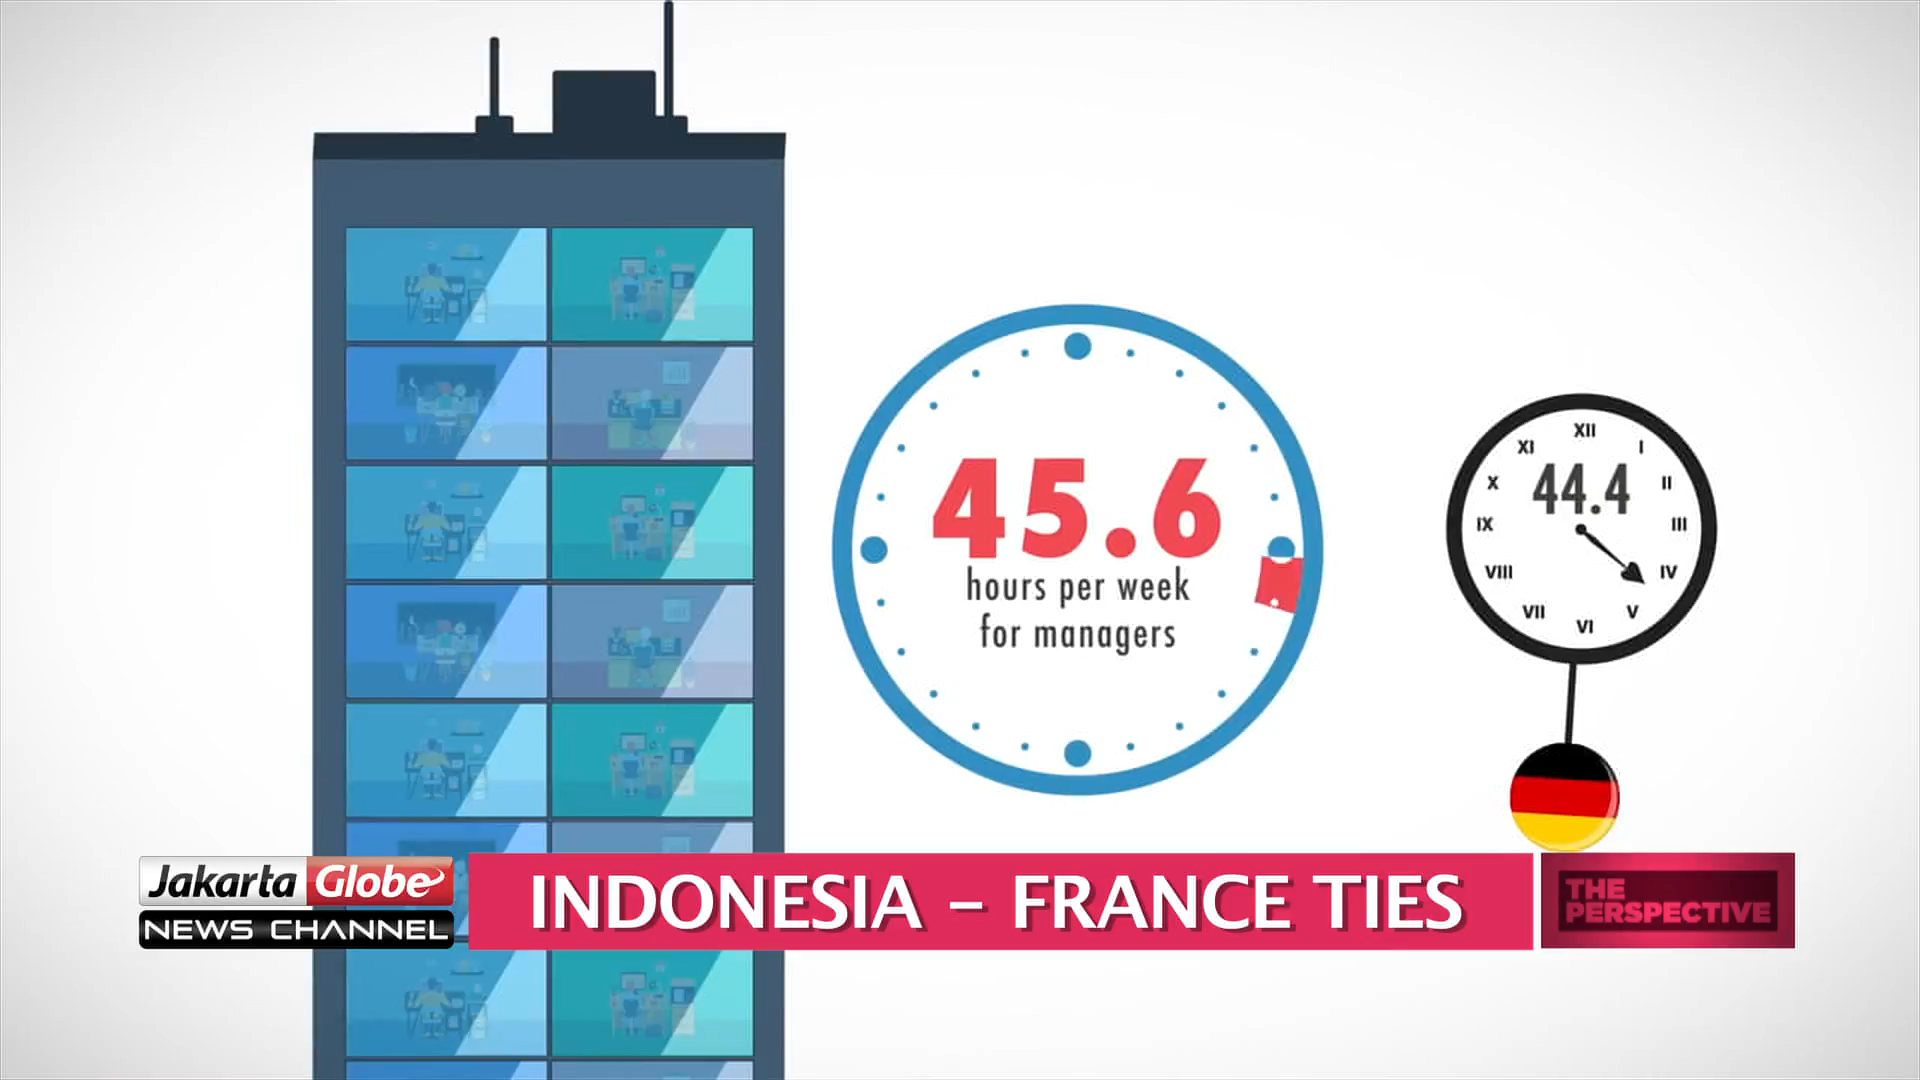 45.6
hours per week
for managers
XII
I
II
III
IV
V
VI
VII
VIII
IX
X
XI
44.4
Jakarta Globe
NEWS CHANNEL
INDONESIA – FRANCE TIES
THE
PERSPECTIVE